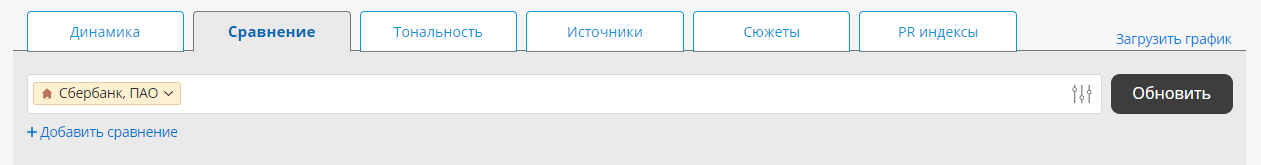 Динамика
Сравнение
Тональность
Источники
Сюжеты
PR индексы
Загрузить график
Сбербанк, ПАО
Обновить
+ Добавить сравнение